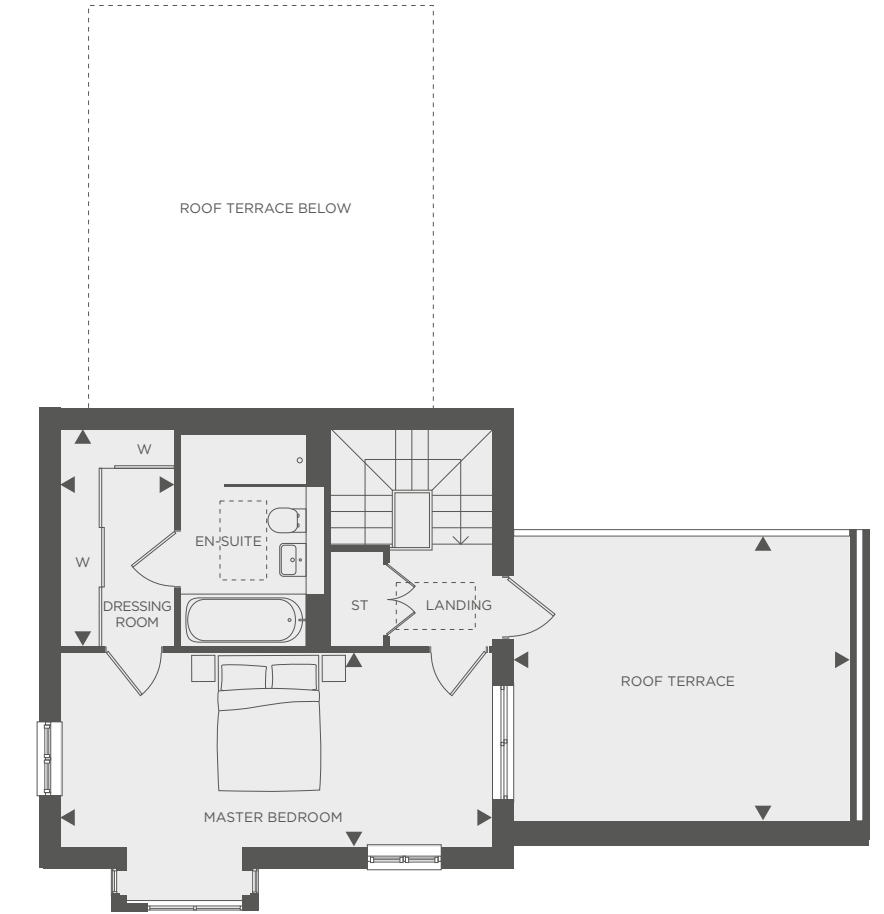 ROOF TERRACE BELOW
W
EN-SUITE
W
DRESSING
ROOM
ST
LANDING
ROOF TERRACE
MASTER BEDROOM